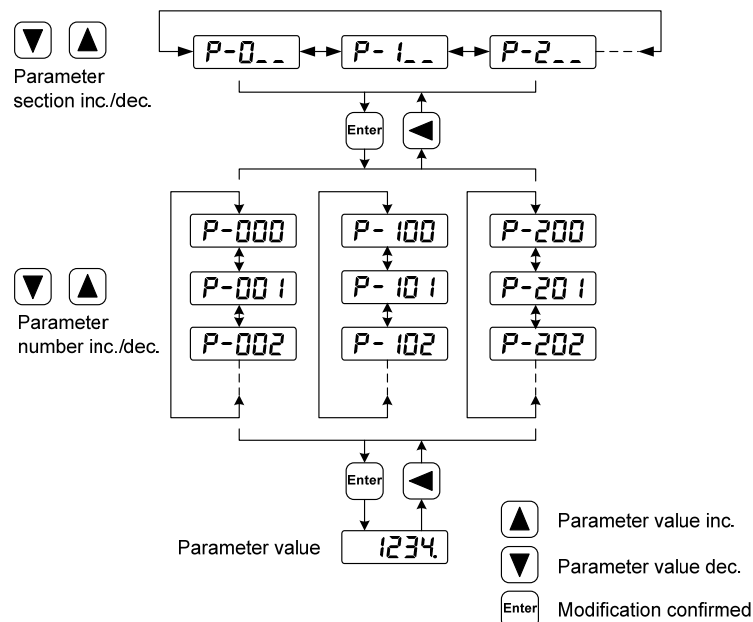 P-0_ _ P-1_ _ P-2_ _
Parameter
section inc./dec.
Enter
P-000 P-100 P-200
P-001 P-101 P-201
Parameter
number inc./dec.
P-002 P-102 P-202
Enter
Parameter value 1234.
Parameter value inc.
Parameter value dec.
Enter Modification confirmed